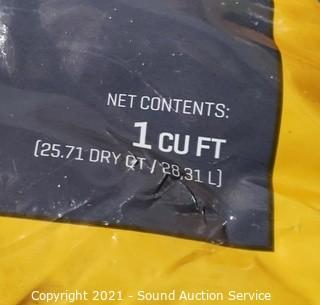 NET CONTENTS:
1 CU FT
(25.71 DRY QT / 28.31 L)
Copyright 2021 - Sound Auction Service